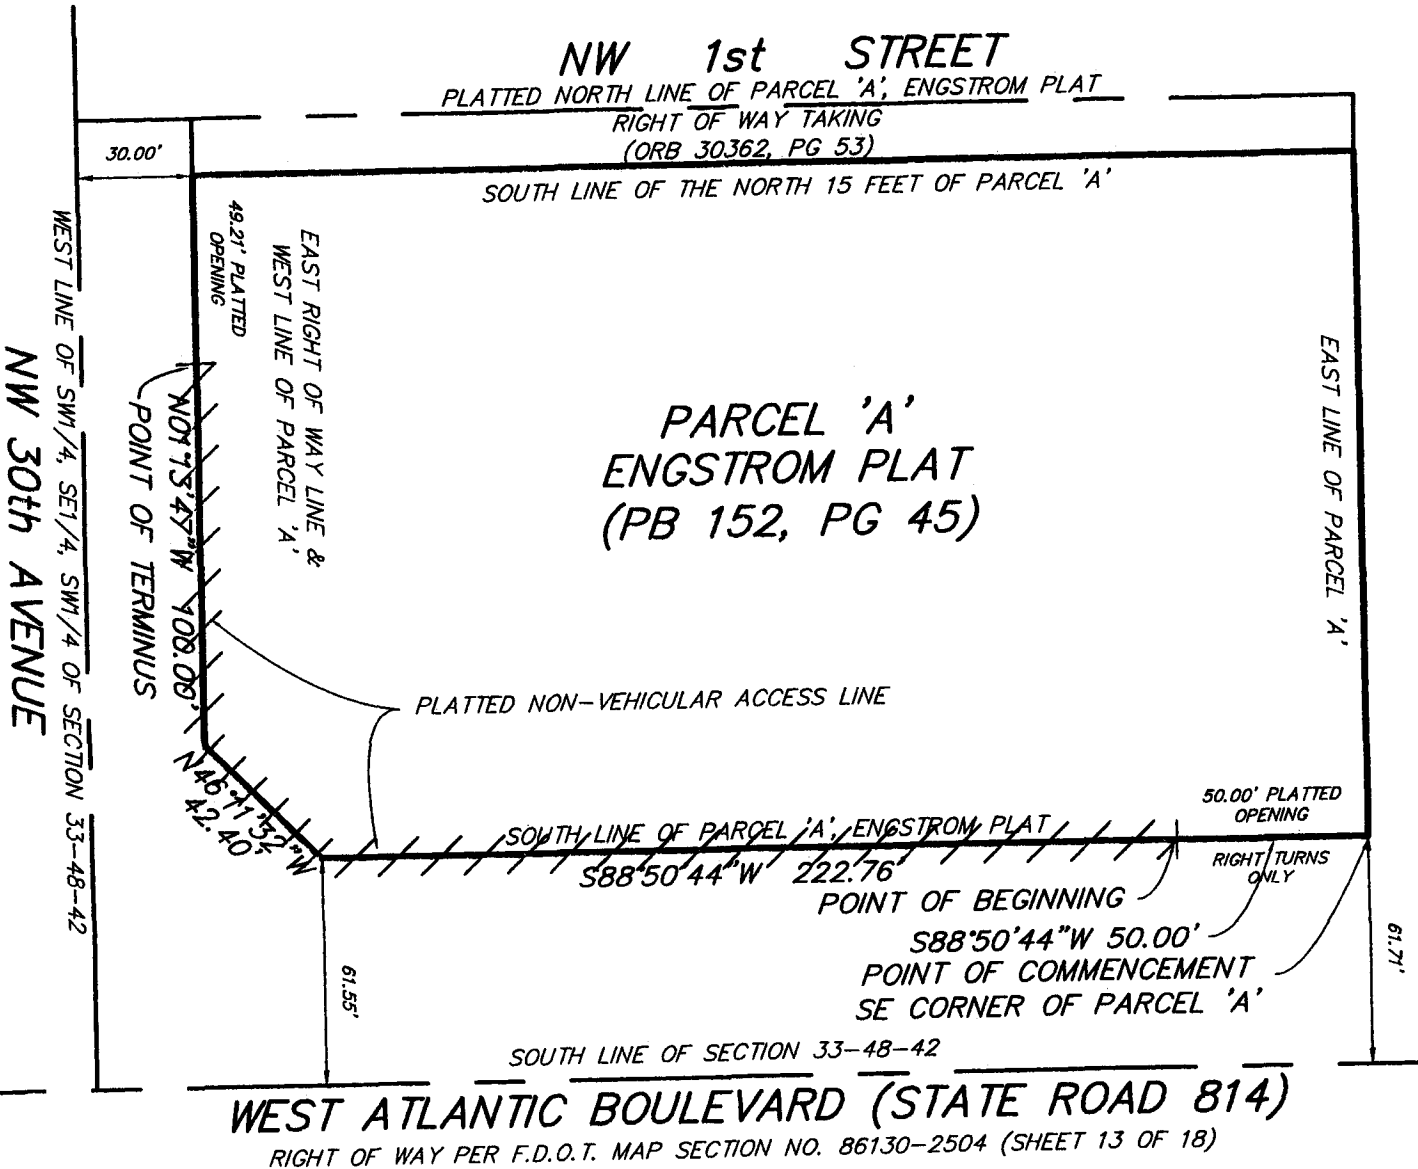 NW 1st STREET
PLATTED NORTH LINE OF PARCEL 'A', ENGSTROM PLAT
RIGHT OF WAY TAKING
(ORB 30362, PG 53)
SOUTH LINE OF THE NORTH 15 FEET OF PARCEL 'A'
30.00'
49.21' PLATTED
OPENING
EAST RIGHT OF WAY LINE &
WEST LINE OF PARCEL 'A'
WEST LINE OF SW1/4, SE1/4, SW1/4 OF SECTION 33-48-42
NW 30th AVENUE
POINT OF TERMINUS
N01°13'47"W 100.00'
PARCEL 'A'
ENGSTROM PLAT
(PB 152, PG 45)
EAST LINE OF PARCEL 'A'
PLATTED NON-VEHICULAR ACCESS LINE
N46°11'32"W
42.40'
50.00' PLATTED
OPENING
SOUTH LINE OF PARCEL 'A', ENGSTROM PLAT
S88°50'44"W 222.76'
RIGHT TURNS
ONLY
POINT OF BEGINNING
S88°50'44"W 50.00'
POINT OF COMMENCEMENT
SE CORNER OF PARCEL 'A'
61.71'
61.55'
SOUTH LINE OF SECTION 33-48-42
WEST ATLANTIC BOULEVARD (STATE ROAD 814)
RIGHT OF WAY PER F.D.O.T. MAP SECTION NO. 86130-2504 (SHEET 13 OF 18)